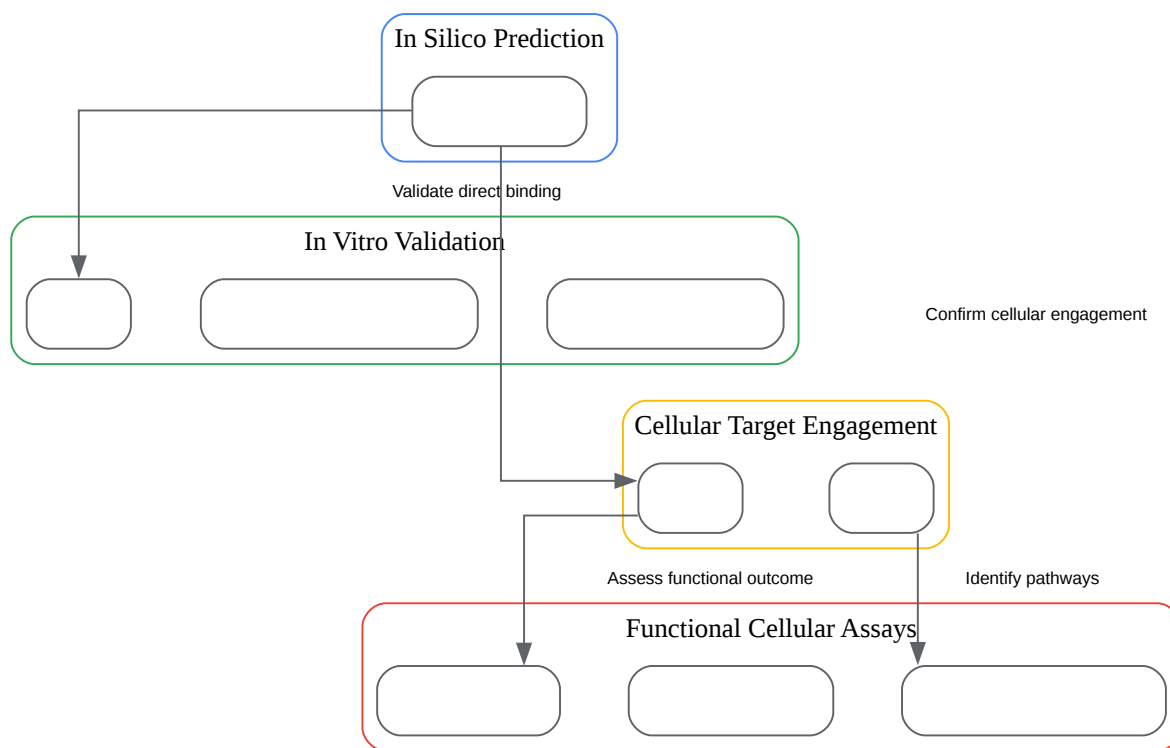 In Silico Prediction
Validate direct binding
In Vitro Validation
Confirm cellular engagement
Cellular Target Engagement
Assess functional outcome
Identify pathways
Functional Cellular Assays